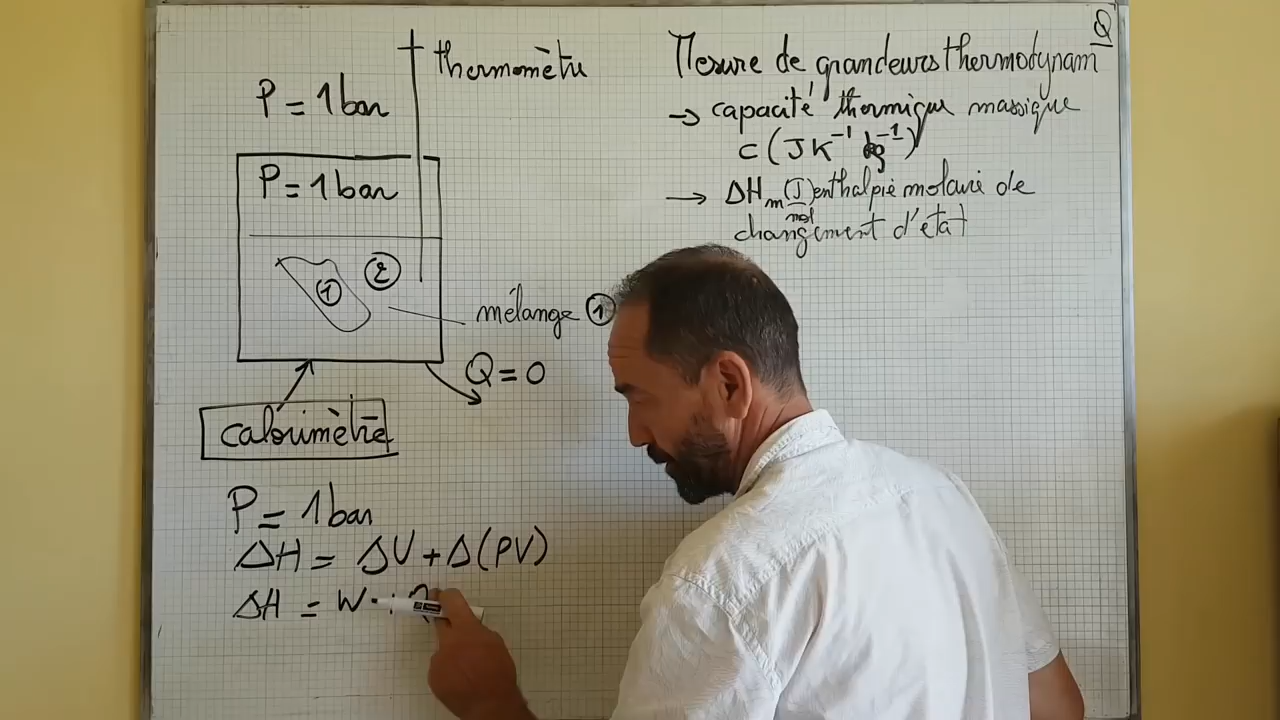 thermomètre
P = 1 bar
P = 1 bar
① ②
mélange ①
Q = 0
calorimètre
P = 1 bar
ΔH = ΔU + Δ(PV)
ΔH = W +
Q
Mesure de grandeurs thermodynam
→ capacité thermique massique
c (J K⁻¹ kg⁻¹)
→ ΔHm (J/mol) enthalpie molaire de
changement d'état